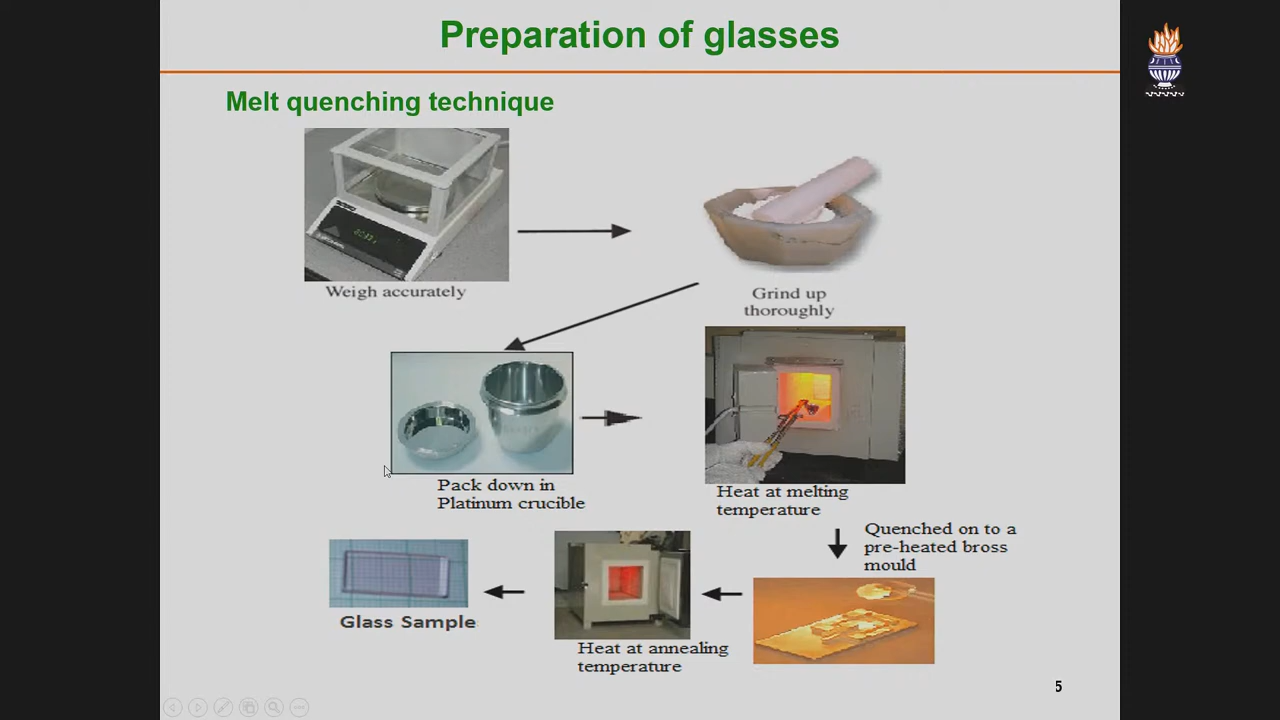 Preparation of glasses
Melt quenching technique
Weigh accurately
Grind up
thoroughly
Pack down in
Platinum crucible
Heat at melting
temperature
Quenched on to a
pre-heated bross
mould
Heat at annealing
temperature
Glass Sample
5